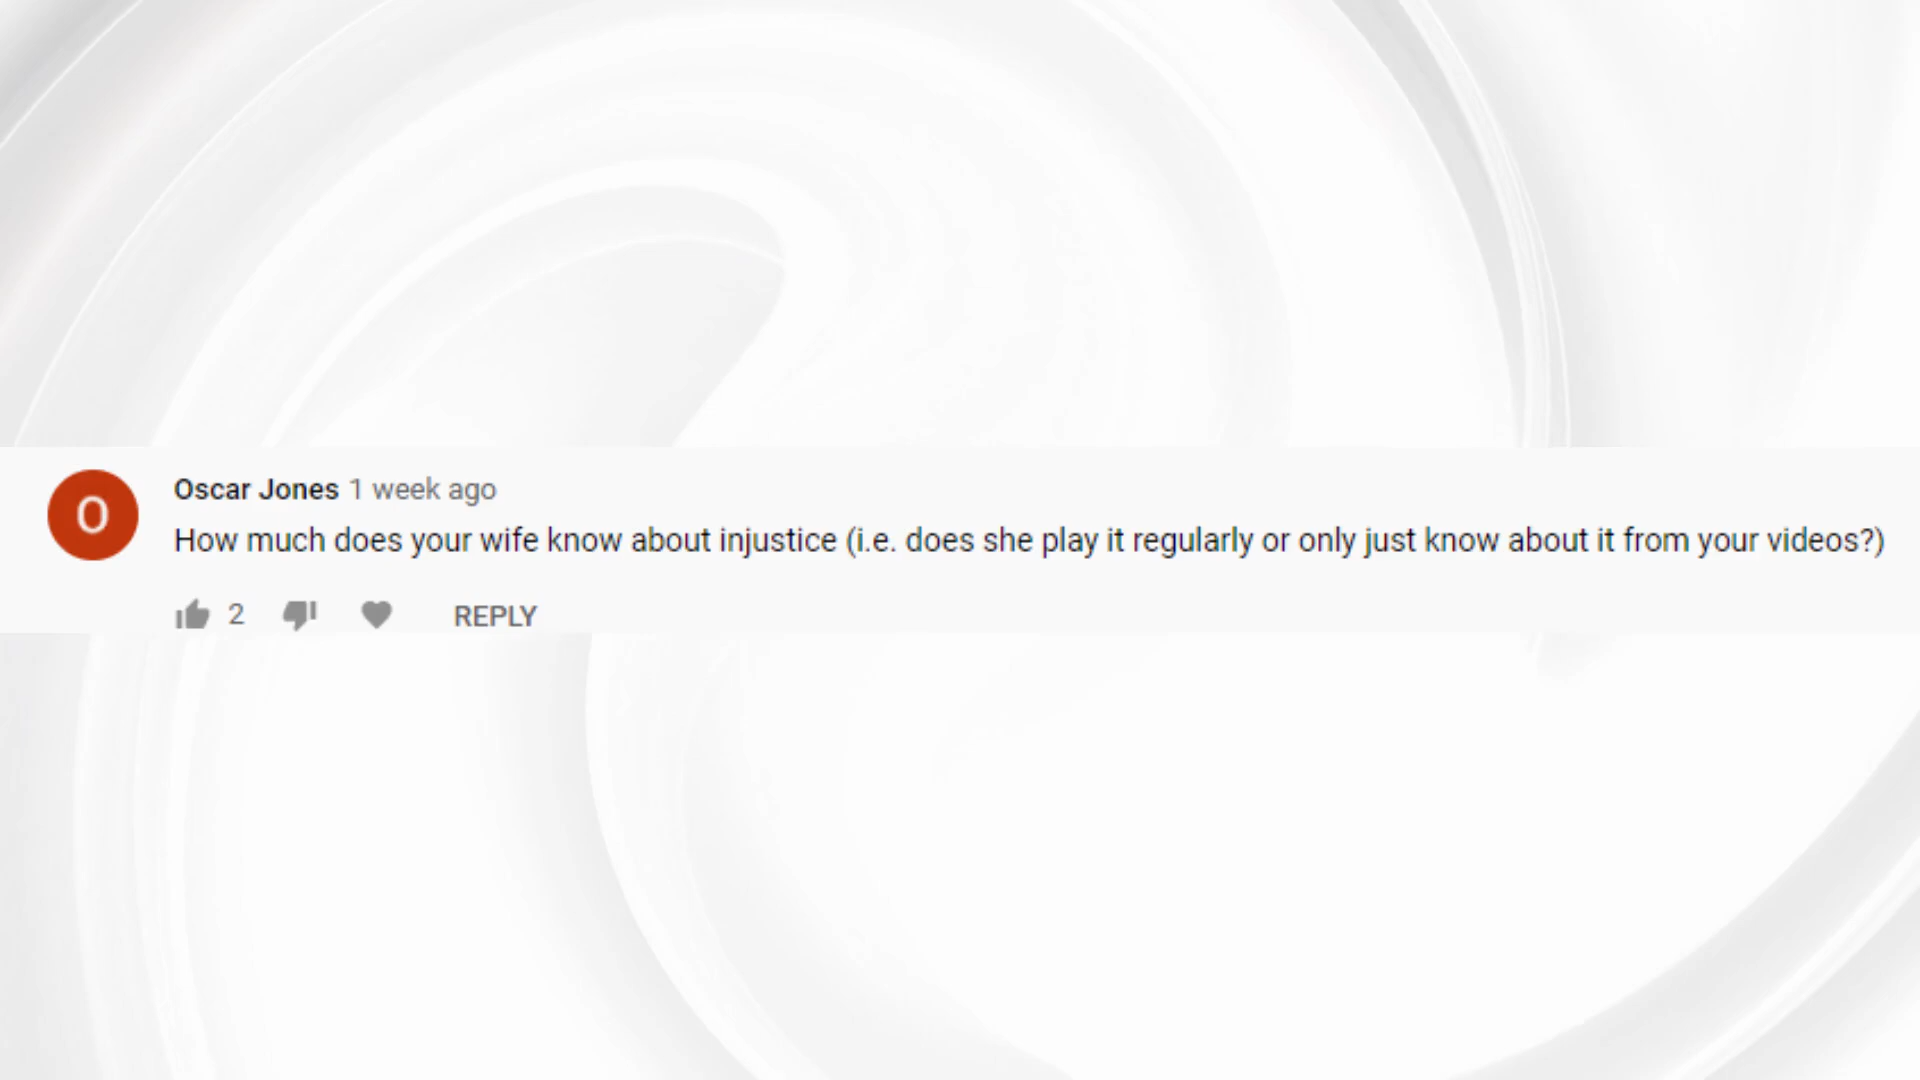 O
Oscar Jones 1 week ago
How much does your wife know about injustice (i.e. does she play it regularly or only just know about it from your videos?)
2 REPLY